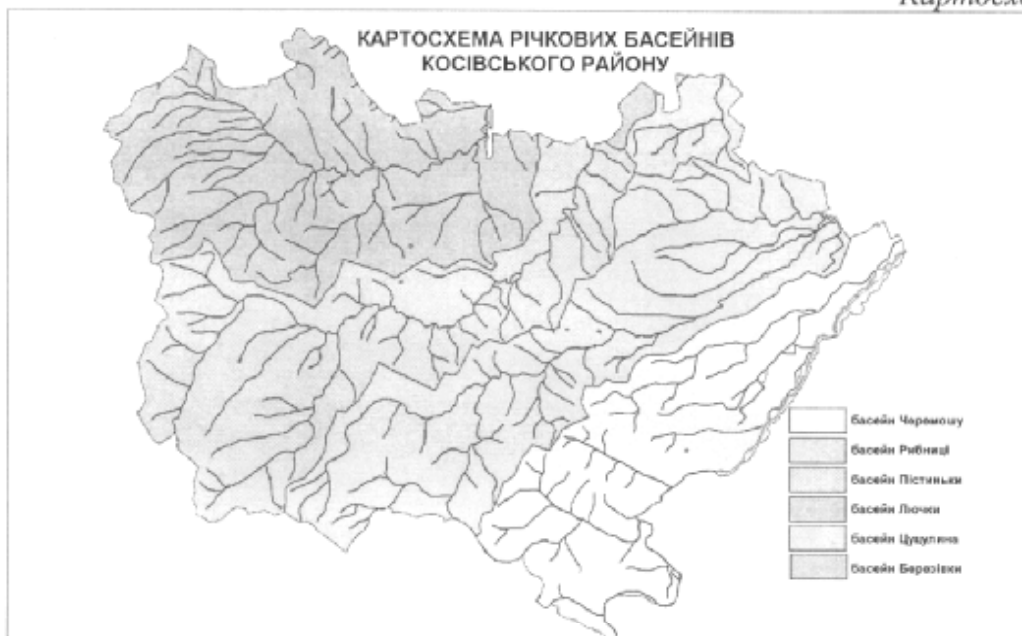 КАРТОСХЕМА РІЧКОВИХ БАСЕЙНІВ
КОСІВСЬКОГО РАЙОНУ
басейн Черемошу
басейн Рибниці
басейн Пістиньки
басейн Лючки
басейн Цуцулина
басейн Березівки